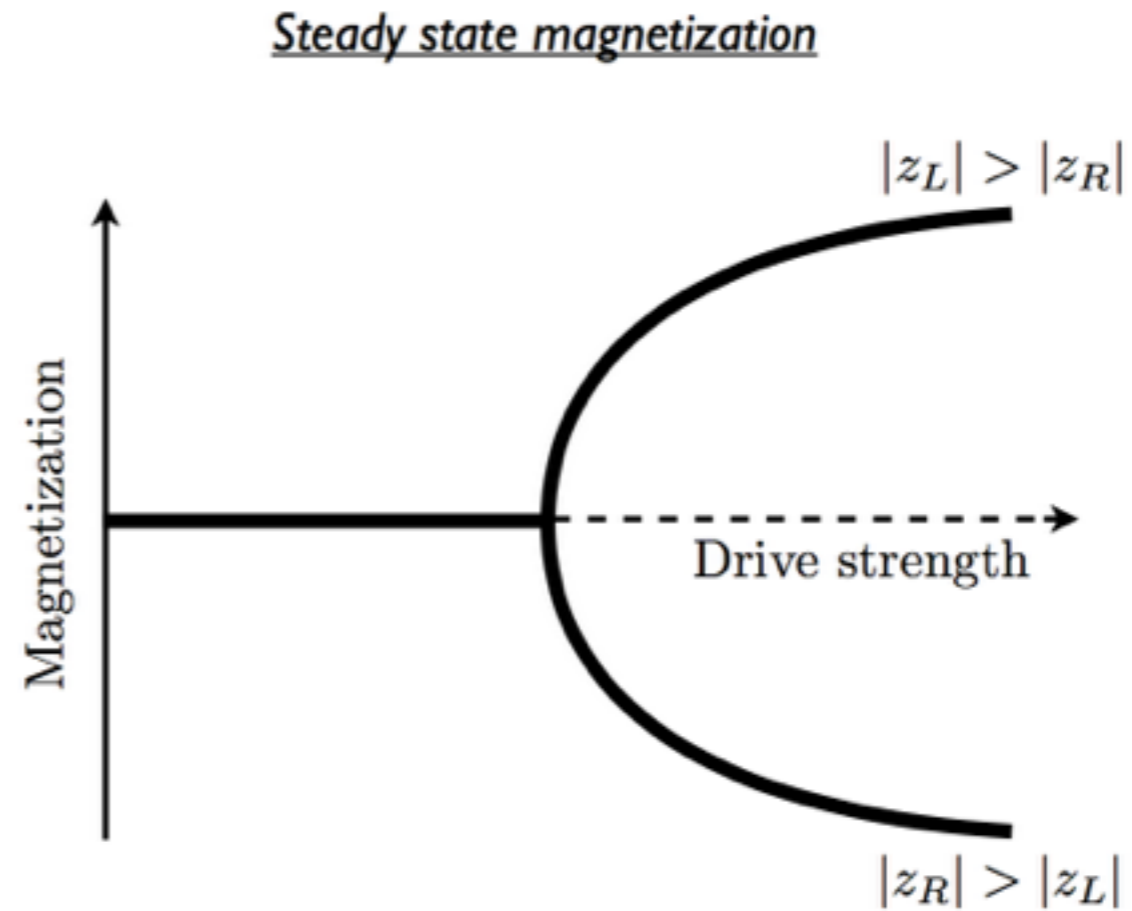 Steady state magnetization
|z_L| > |z_R|
Magnetization
Drive strength
|z_R| > |z_L|